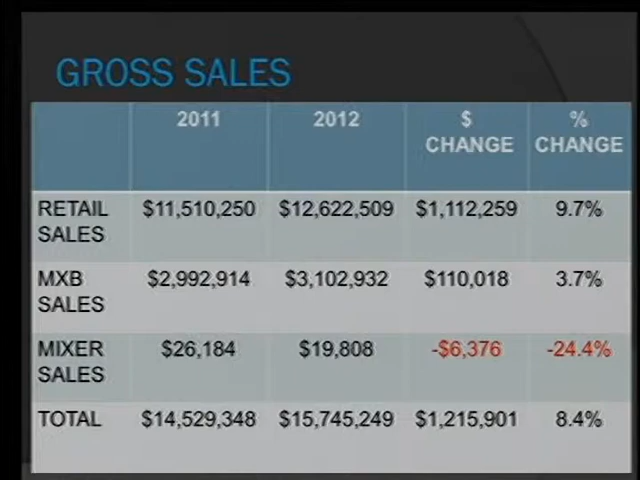 GROSS SALES
2011 2012 $ CHANGE % CHANGE
RETAIL SALES $11,510,250 $12,622,509 $1,112,259 9.7%
MXB SALES $2,992,914 $3,102,932 $110,018 3.7%
MIXER SALES $26,184 $19,808 -$6,376 -24.4%
TOTAL $14,529,348 $15,745,249 $1,215,901 8.4%